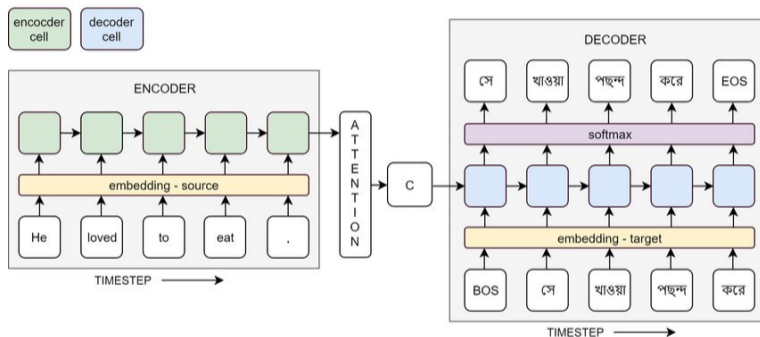 encocder
cell
decoder
cell
ENCODER
embedding - source
He
loved
to
eat
.
TIMESTEP
ATTENTION
C
DECODER
সে
খাওয়া
পছন্দ
করে
EOS
softmax
embedding - target
BOS
সে
খাওয়া
পছন্দ
করে
TIMESTEP